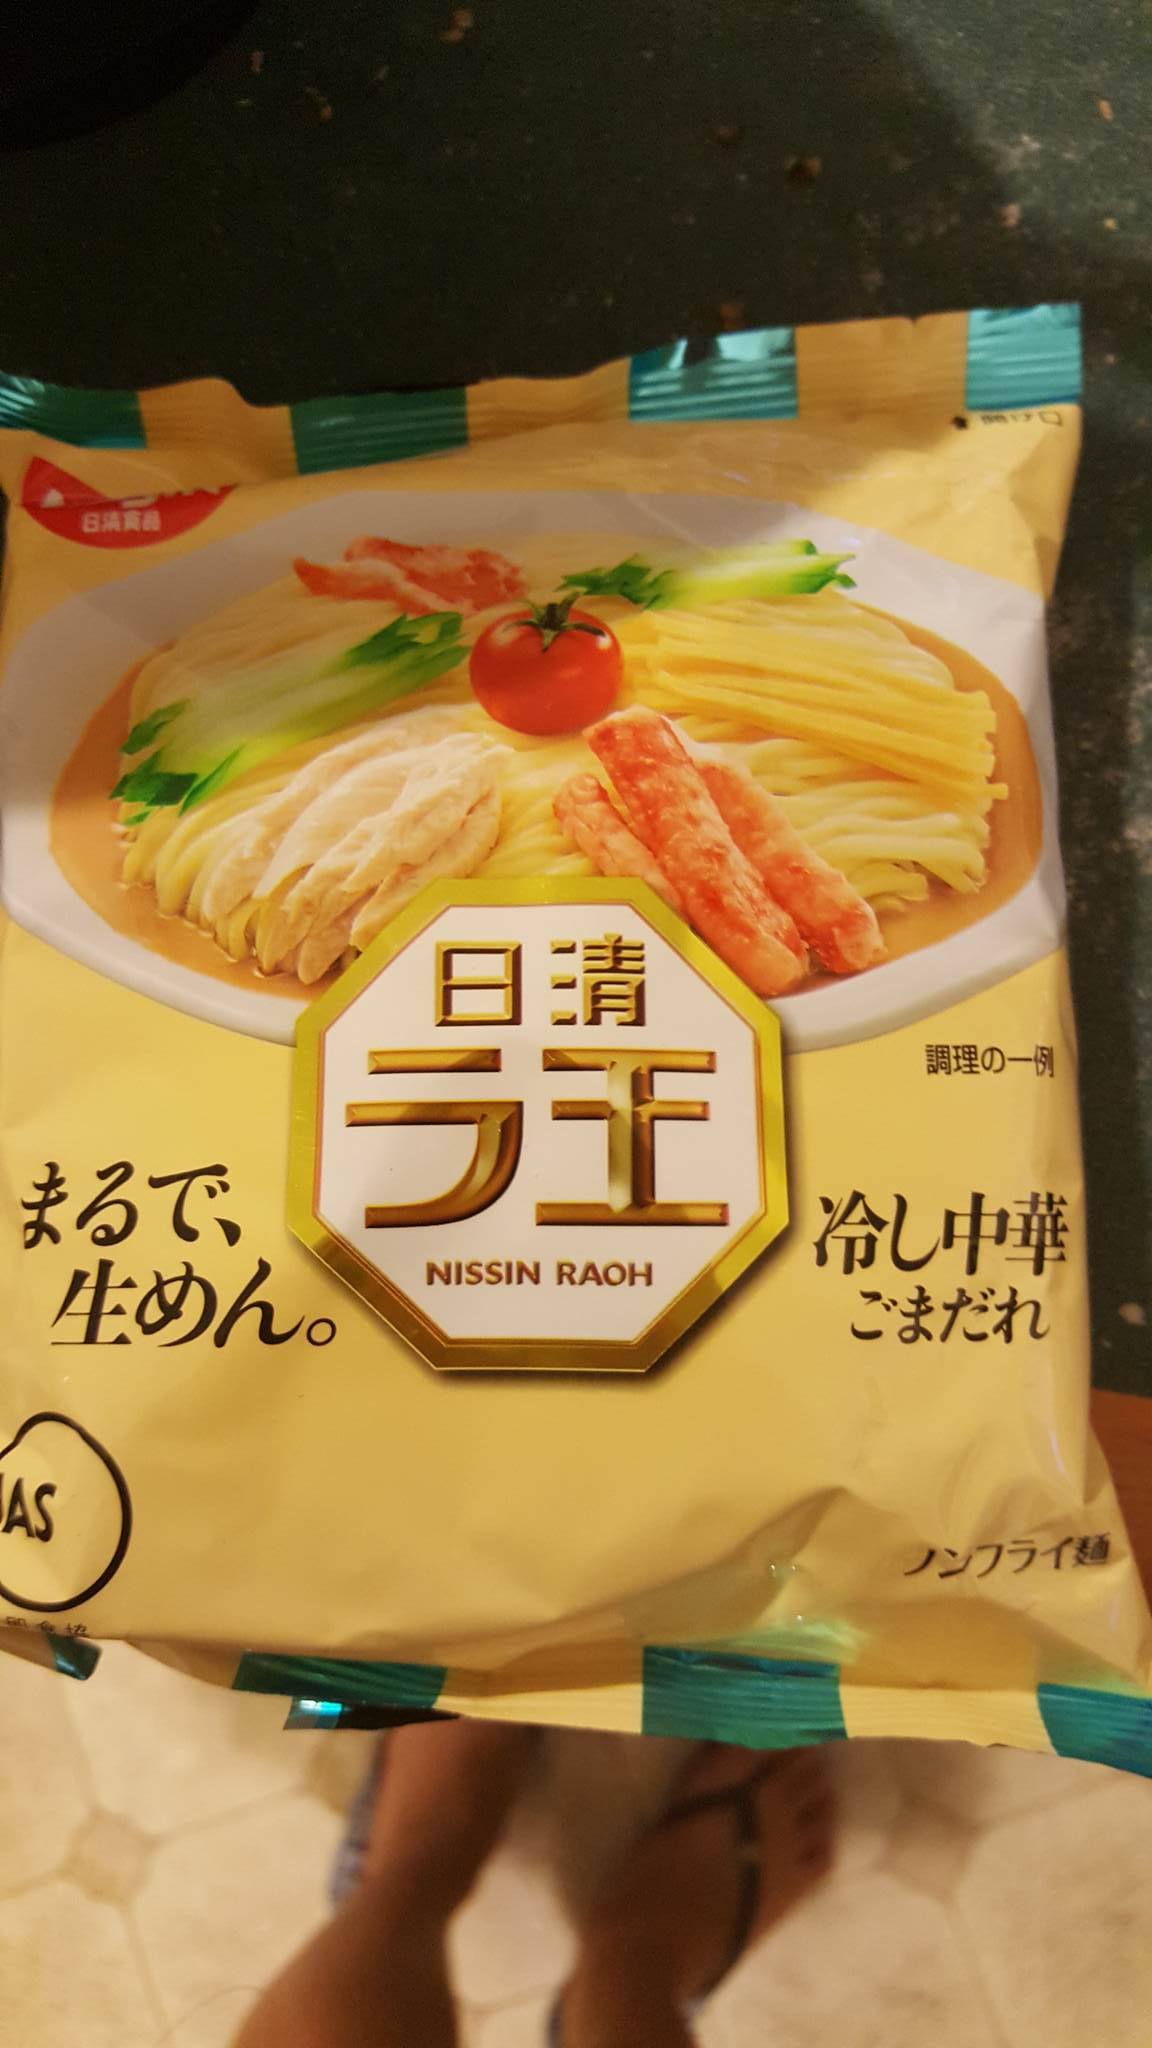 日清食品
日清
ラ王
NISSIN RAOH
調理の一例
まるで、
生めん。
冷し中華
ごまだれ
JAS
ノンフライ麺